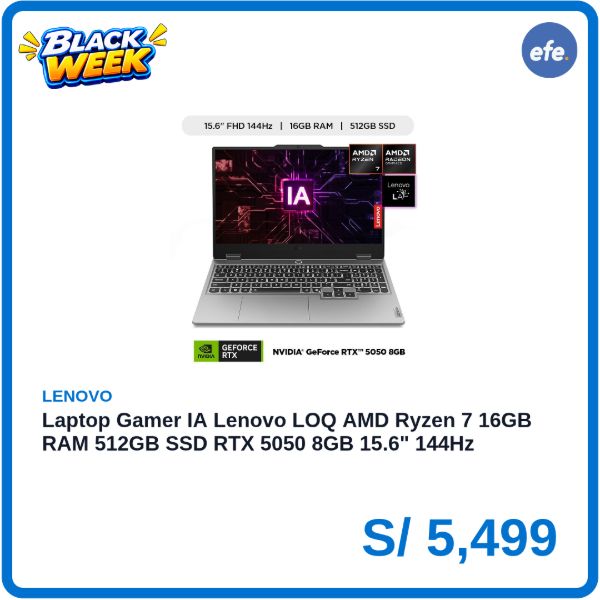 BLACK
WEEK
efe.
15.6" FHD 144Hz | 16GB RAM | 512GB SSD
AMD
RYZEN
7
AMD
RADEON
GRAPHICS
Lenovo
LA
IA
Lenovo
NVIDIA
GEFORCE
RTX
NVIDIA® GeForce RTX™ 5050 8GB
LENOVO
Laptop Gamer IA Lenovo LOQ AMD Ryzen 7 16GB
RAM 512GB SSD RTX 5050 8GB 15.6" 144Hz
S/ 5,499